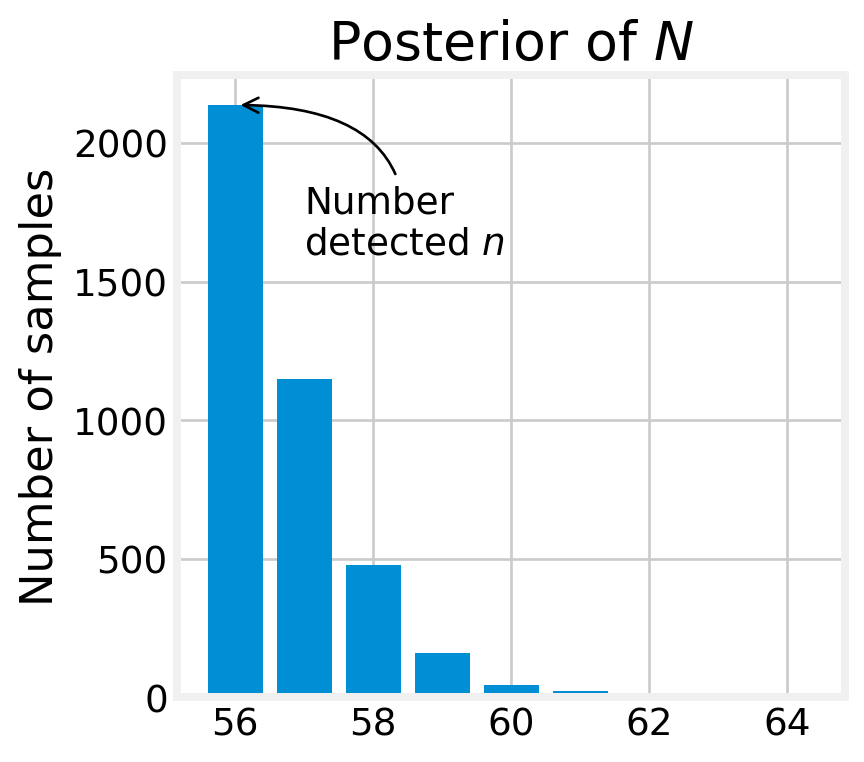 Posterior of N
Number of samples
2000
1500
1000
500
0
Number
detected n
56 58 60 62 64